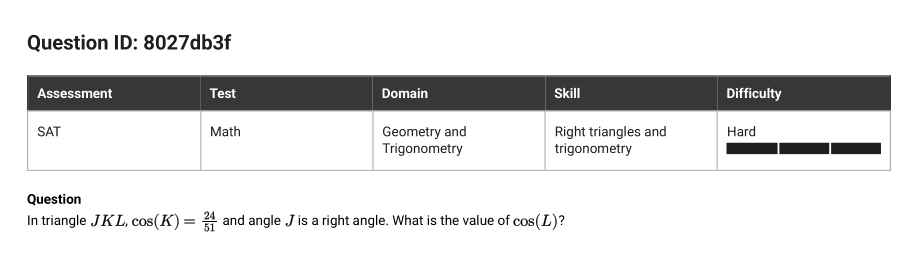 Question ID: 8027db3f
Assessment Test Domain Skill Difficulty
SAT Math Geometry and Trigonometry Right triangles and trigonometry Hard
Question
In triangle JKL, cos(K) = 24/51 and angle J is a right angle. What is the value of cos(L)?